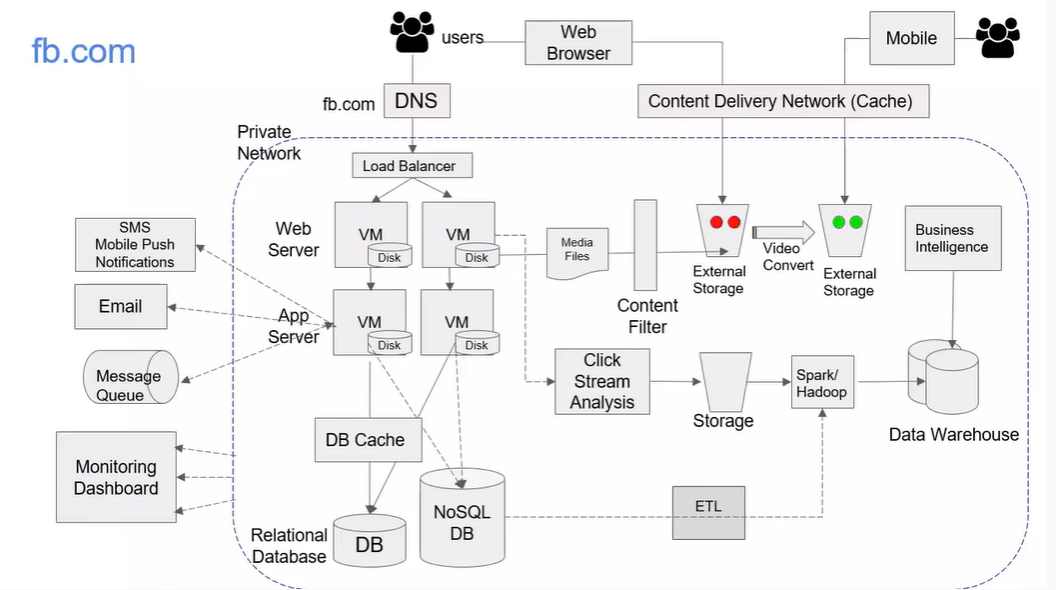 fb.com
users
Web
Browser
Mobile
fb.com
DNS
Content Delivery Network (Cache)
Private
Network
Load Balancer
SMS
Mobile Push
Notifications
Web
Server
VM
Disk
VM
Disk
Media
Files
Content
Filter
External
Storage
Video
Convert
External
Storage
Business
Intelligence
Email
App
Server
VM
Disk
VM
Disk
Message
Queue
Click
Stream
Analysis
Storage
Spark/
Hadoop
Data Warehouse
DB Cache
Monitoring
Dashboard
NoSQL
DB
ETL
Relational
Database
DB